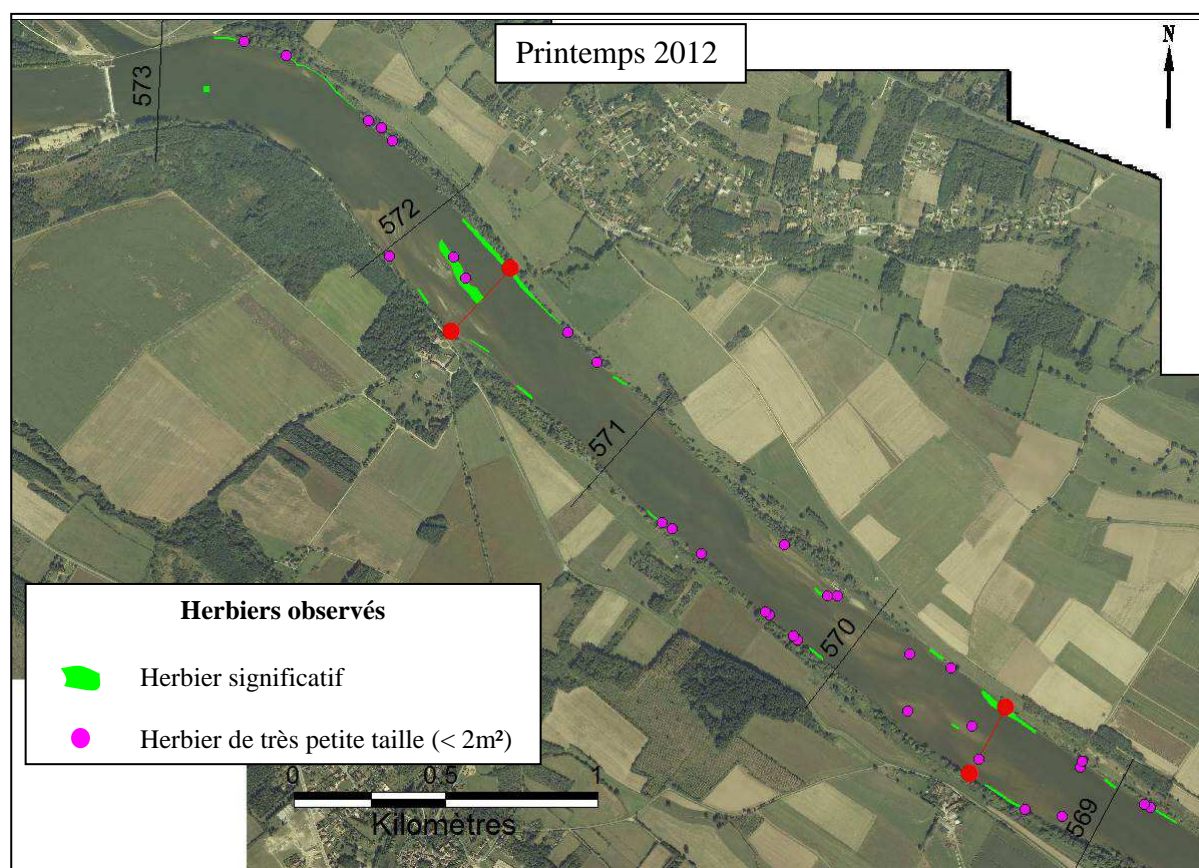 Printemps 2012
N
573
572
571
570
569
Herbiers observés
Herbier significatif
Herbier de très petite taille (< 2m²)
0 0.5 1
Kilomètres